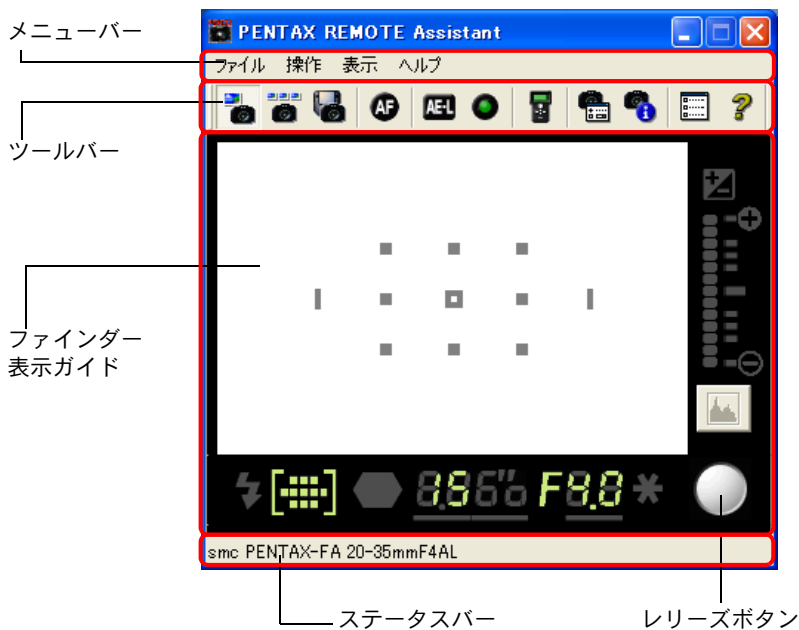 メニューバー
PENTAX REMOTE Assistant
ファイル 操作 表示 ヘルプ
AF
AE-L
ツールバー
ファインダー
表示ガイド
1.5
F4.0
smc PENTAX-FA 20-35mmF4AL
ステータスバー
レリーズボタン